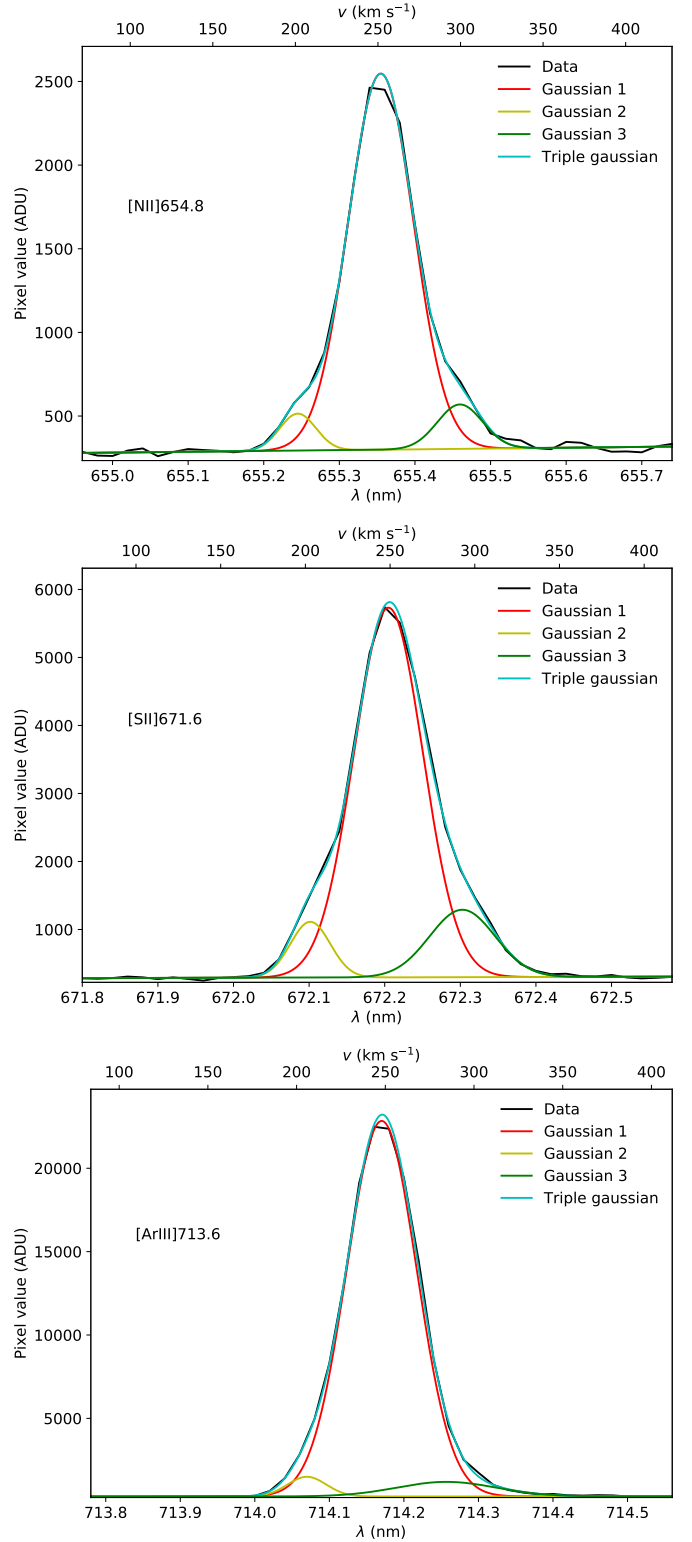 v (km s⁻¹)
100 150 200 250 300 350 400
Data
Gaussian 1
Gaussian 2
Gaussian 3
Triple gaussian
[NII]654.8
Pixel value (ADU)
2500
2000
1500
1000
500
655.0 655.1 655.2 655.3 655.4 655.5 655.6 655.7
λ (nm)
v (km s⁻¹)
100 150 200 250 300 350 400
Data
Gaussian 1
Gaussian 2
Gaussian 3
Triple gaussian
[SII]671.6
Pixel value (ADU)
6000
5000
4000
3000
2000
1000
671.8 671.9 672.0 672.1 672.2 672.3 672.4 672.5
λ (nm)
v (km s⁻¹)
100 150 200 250 300 350 400
Data
Gaussian 1
Gaussian 2
Gaussian 3
Triple gaussian
[ArIII]713.6
Pixel value (ADU)
20000
15000
10000
5000
713.8 713.9 714.0 714.1 714.2 714.3 714.4 714.5
λ (nm)